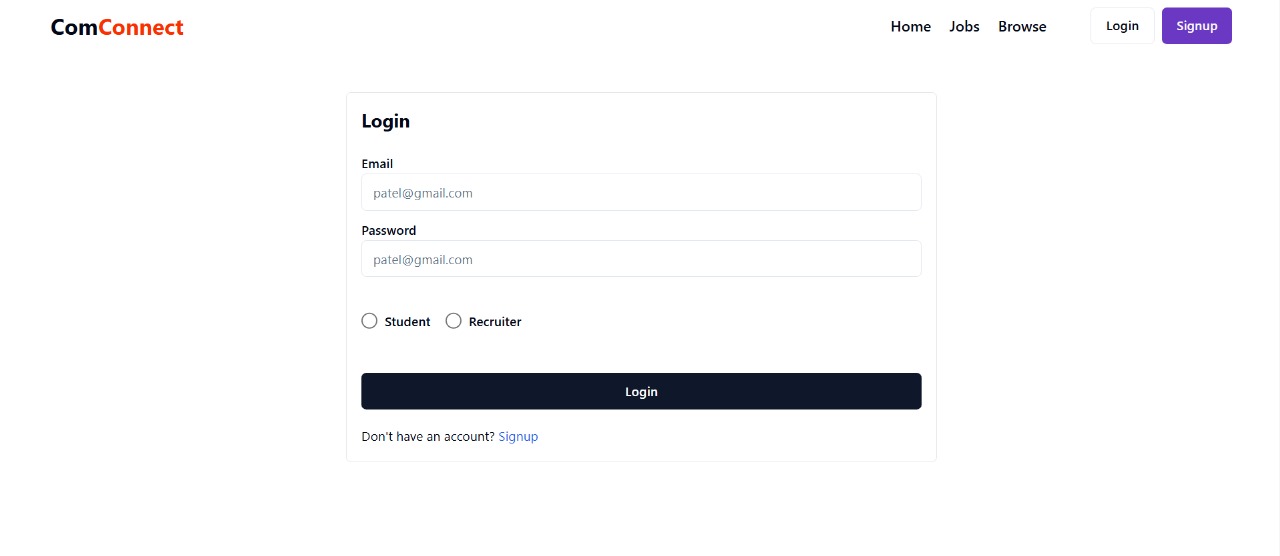 ComConnect Home Jobs Browse Login Signup
Login
Email
patel@gmail.com
Password
patel@gmail.com
Student Recruiter
Login
Don't have an account? Signup